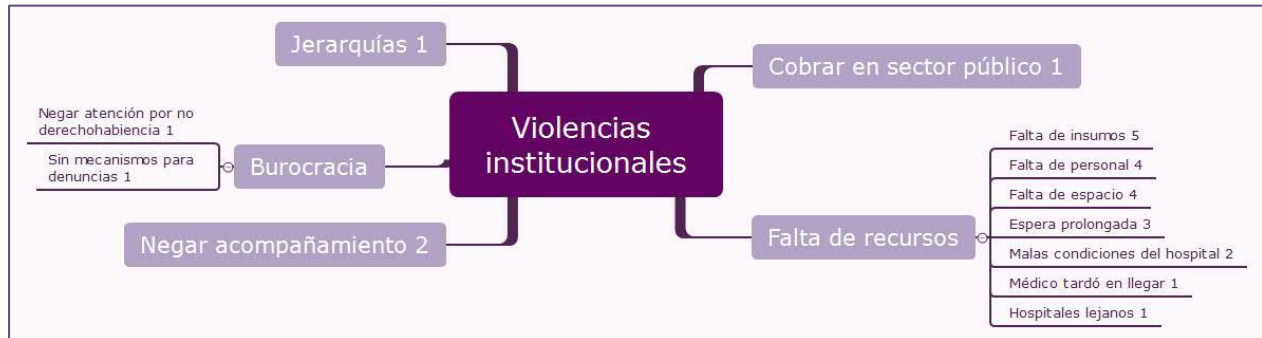 Violencias
institucionales
Jerarquías 1
Burocracia
Negar atención por no
derechohabiencia 1
Sin mecanismos para
denuncias 1
Negar acompañamiento 2
Cobrar en sector público 1
Falta de recursos
Falta de insumos 5
Falta de personal 4
Falta de espacio 4
Espera prolongada 3
Malas condiciones del hospital 2
Médico tardó en llegar 1
Hospitales lejanos 1